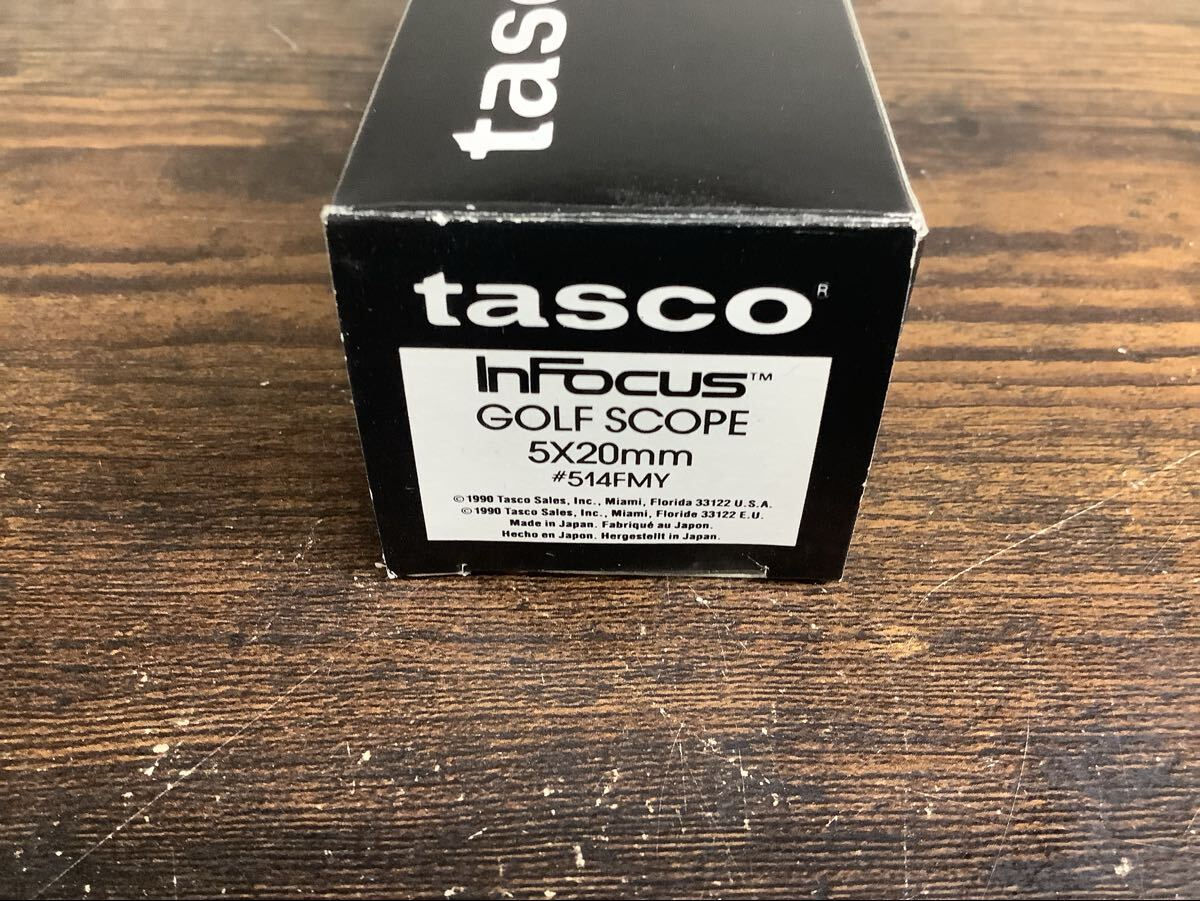 tasco
tasco®
InFocus™
GOLF SCOPE
5X20mm
#514FMY
©1990 Tasco Sales, Inc., Miami, Florida 33122 U.S.A.
©1990 Tasco Sales, Inc., Miami, Floride 33122 E.U.
Made in Japan. Fabriqué au Japon.
Hecho en Japon. Hergestellt in Japan.